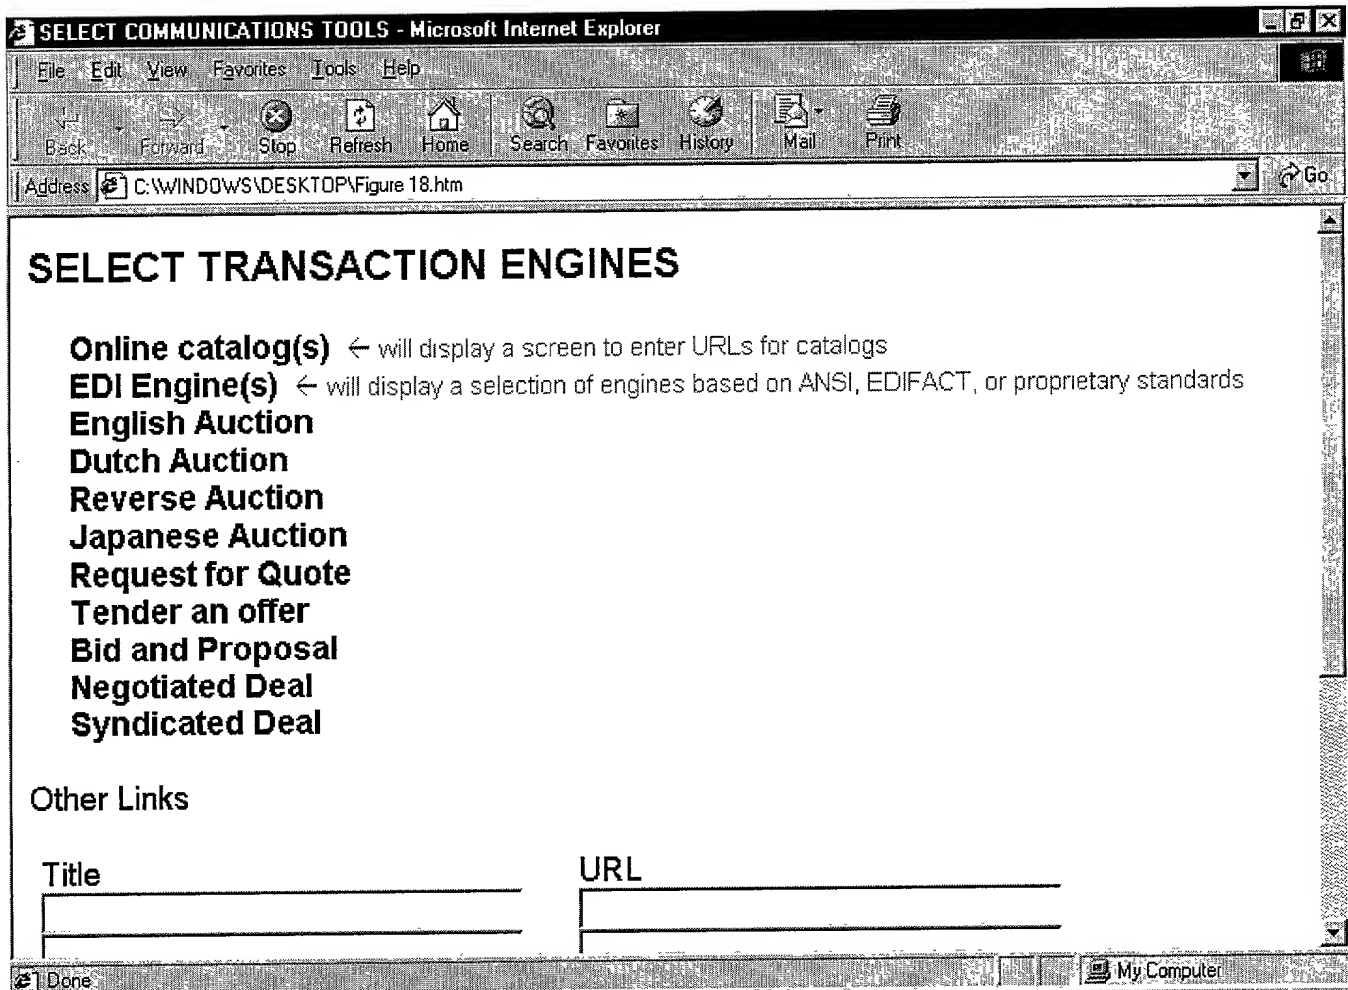 SELECT COMMUNICATIONS TOOLS - Microsoft Internet Explorer
File Edit View Favorites Tools Help
Back Forward Stop Refresh Home Search Favorites History Mail Print
Address C:\WINDOWS\DESKTOP\Figure 18.htm Go
SELECT TRANSACTION ENGINES
Online catalog(s) ← will display a screen to enter URLs for catalogs
EDI Engine(s) ← will display a selection of engines based on ANSI, EDIFACT, or proprietary standards
English Auction
Dutch Auction
Reverse Auction
Japanese Auction
Request for Quote
Tender an offer
Bid and Proposal
Negotiated Deal
Syndicated Deal
Other Links
Title URL
Done My Computer